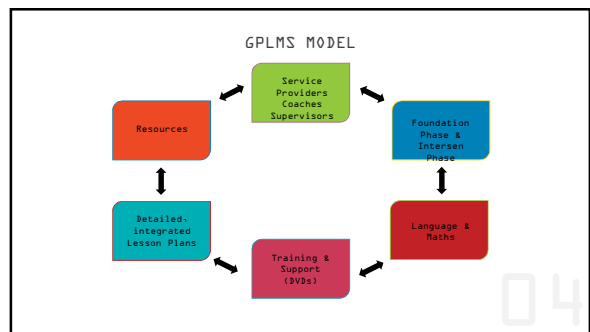 GPLMS MODEL
Service
Providers
Coaches
Supervisors
Resources
Foundation
Phase &
Intersen
Phase
Detailed,
integrated
Lesson Plans
Language &
Maths
Training &
Support
(DVDs)
04